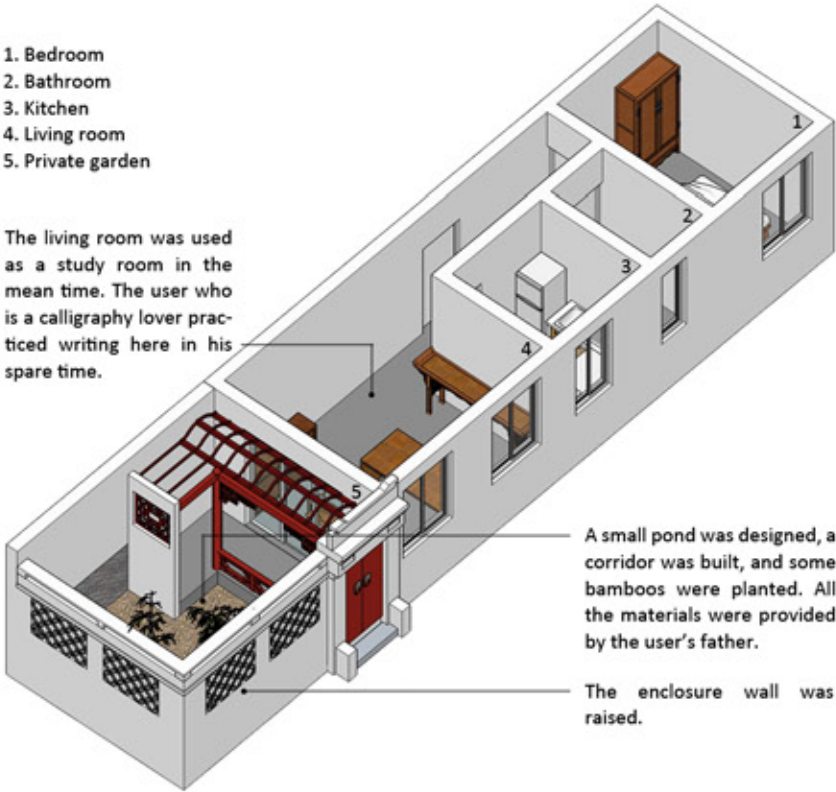 1. Bedroom
2. Bathroom
3. Kitchen
4. Living room
5. Private garden
The living room was used
as a study room in the
mean time. The user who
is a calligraphy lover prac-
ticed writing here in his
spare time.
1
2
3
4
5
A small pond was designed, a
corridor was built, and some
bamboos were planted. All
the materials were provided
by the user's father.
The enclosure wall was
raised.